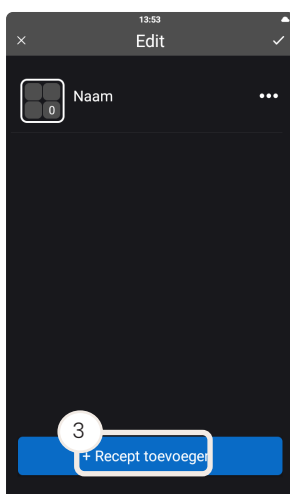 13:53
× Edit ✓
Naam •••
0
3
+ Recept toevoegen